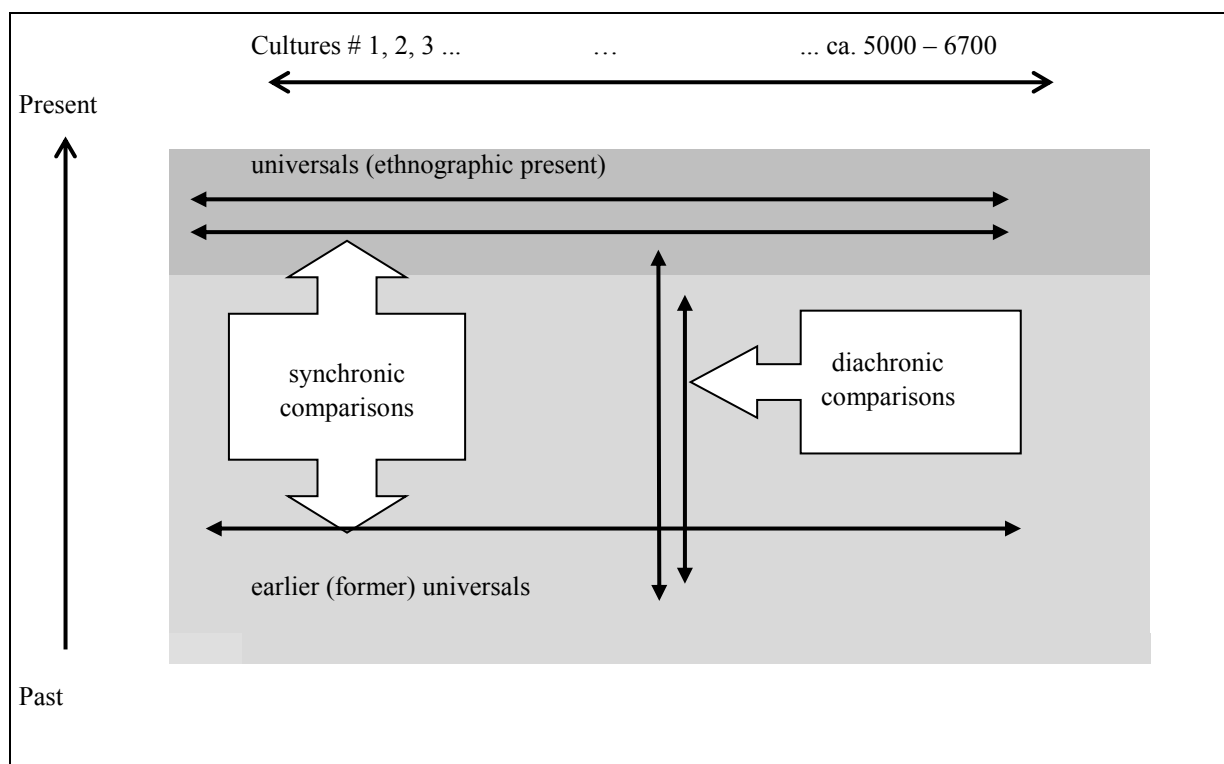 Cultures # 1, 2, 3 ... … ... ca. 5000 – 6700
Present
universals (ethnographic present)
synchronic
comparisons
diachronic
comparisons
earlier (former) universals
Past